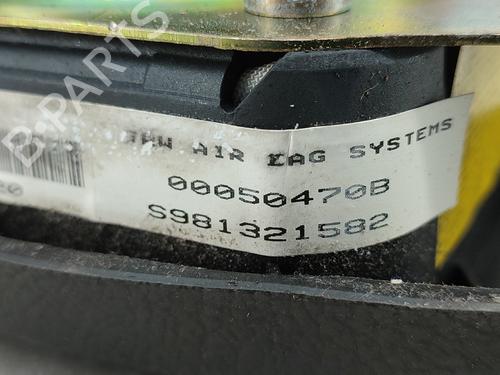 B-PARTS
TRW AIR BAG SYSTEMS
00050470B
S981321582